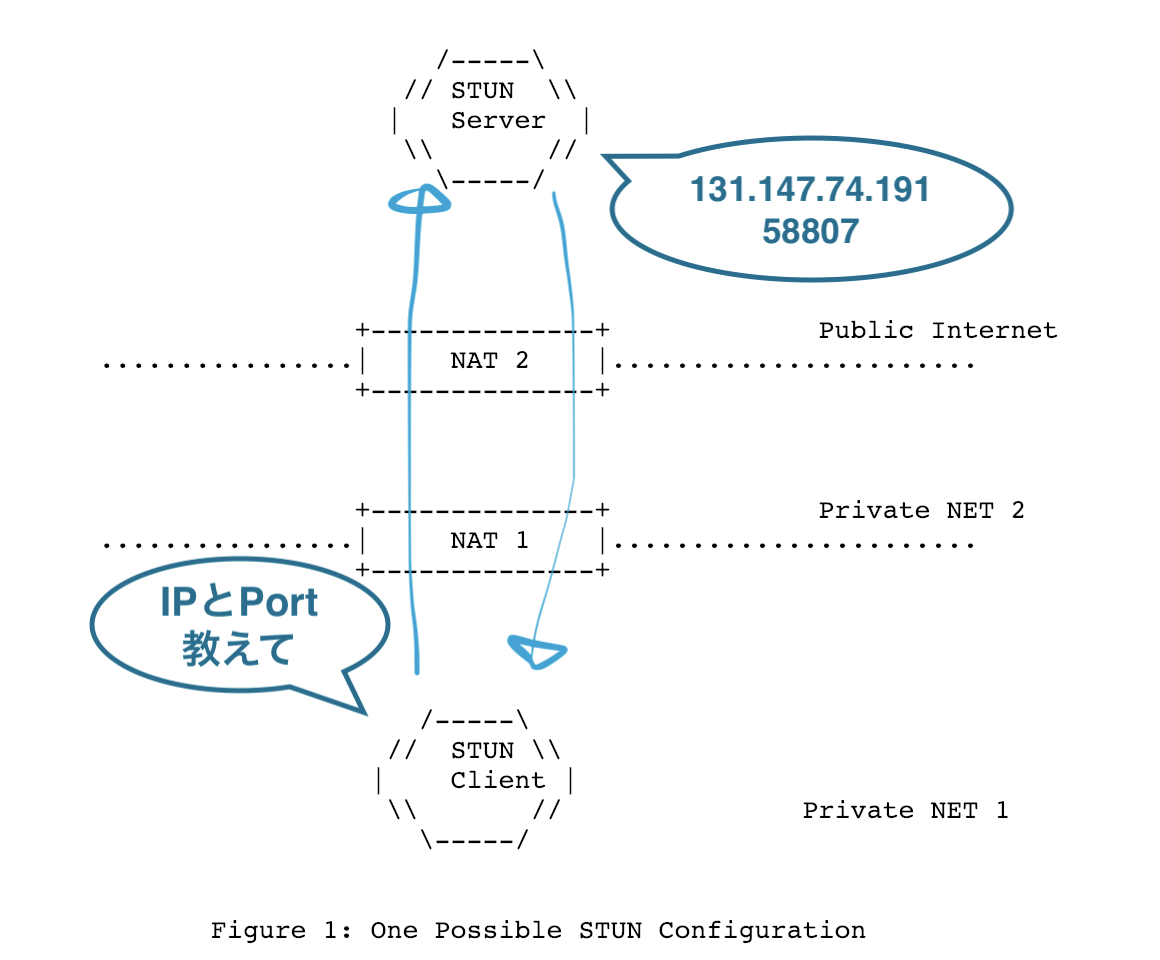 /-----\
// STUN \\
| Server |
\\ //
\-----/
131.147.74.191
58807
+--------------+ Public Internet
................| NAT 2 |.......................
+--------------+
+--------------+ Private NET 2
................| NAT 1 |.......................
+--------------+
IPとPort
教えて
/-----\
// STUN \\
| Client |
\\ // Private NET 1
\-----/
Figure 1: One Possible STUN Configuration